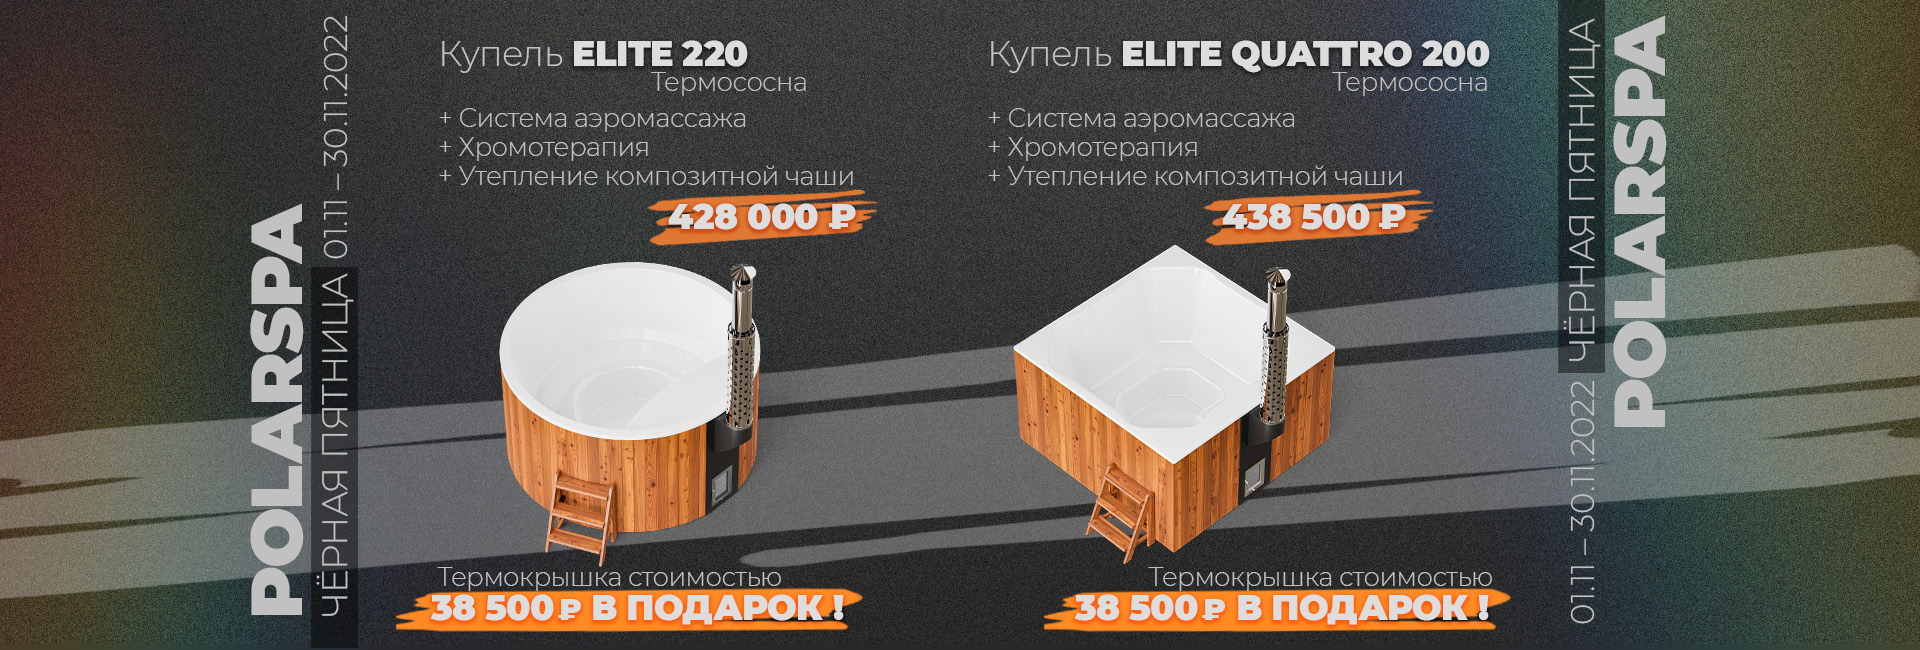 POLARSPA
ЧЁРНАЯ ПЯТНИЦА 01.11 – 30.11.2022
Купель ELITE 220
Термососна
+ Система аэромассажа
+ Хромотерапия
+ Утепление композитной чаши
428 000 ₽
Термокрышка стоимостью
38 500 ₽ В ПОДАРОК !
Купель ELITE QUATTRO 200
Термососна
+ Система аэромассажа
+ Хромотерапия
+ Утепление композитной чаши
438 500 ₽
Термокрышка стоимостью
38 500 ₽ В ПОДАРОК !
01.11 – 30.11.2022 ЧЁРНАЯ ПЯТНИЦА
POLARSPA